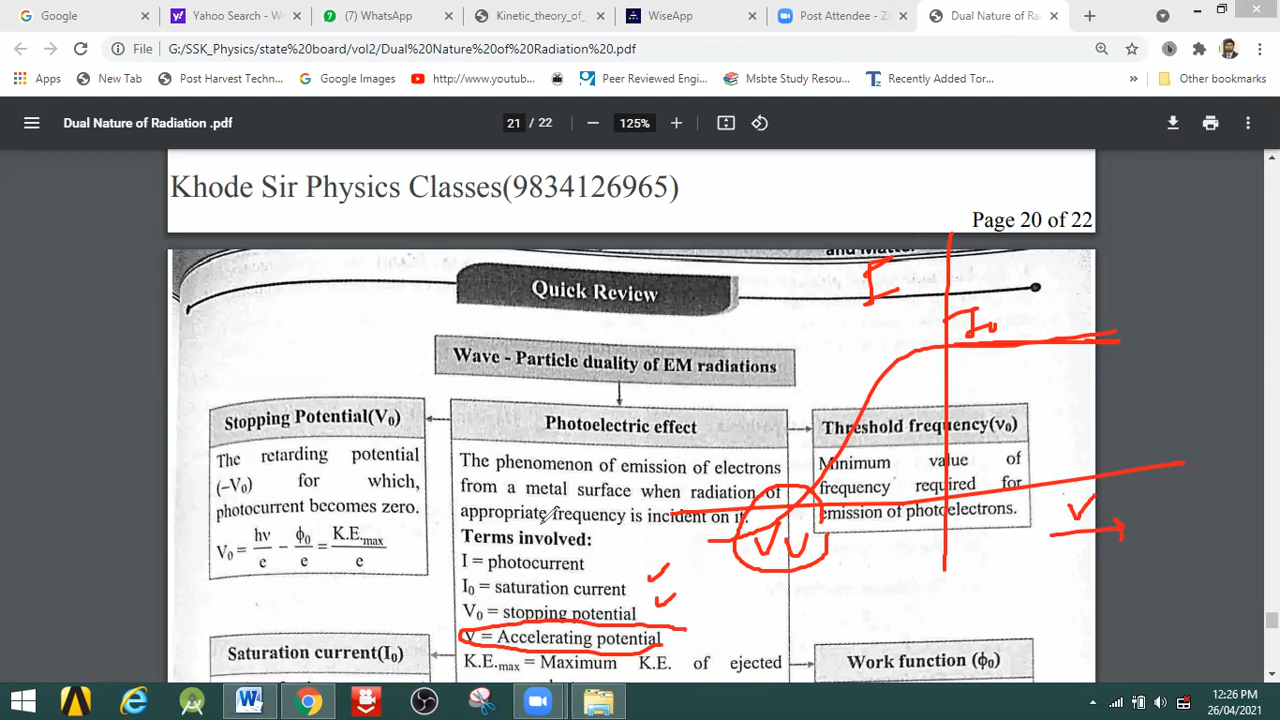 Google
Yahoo Search - W
(7) WhatsApp
Kinetic_theory_of_
WiseApp
Post Attendee - Z
Dual Nature of Ra
File
G:/SSK_Physics/state%20board/vol2/Dual%20Nature%20of%20Radiation%20.pdf
Apps
New Tab
Post Harvest Techn...
Google Images
http://www.youtub...
Peer Reviewed Engi...
Msbte Study Resou...
Recently Added Tor...
»
Other bookmarks
Dual Nature of Radiation .pdf
21 / 22
125%
Khode Sir Physics Classes(9834126965)
Page 20 of 22
and Matter
Quick Review
I
I₀
Wave - Particle duality of EM radiations
Stopping Potential(V₀)
The retarding potential
(–V₀) for which,
photocurrent becomes zero.
V₀ = hν/e – ϕ₀/e = K.E.max/e
Photoelectric effect
The phenomenon of emission of electrons
from a metal surface when radiation of
appropriate frequency is incident on it.
Terms involved:
I = photocurrent
I₀ = saturation current
V₀ = stopping potential
V = Accelerating potential
K.E.max = Maximum K.E. of ejected
Threshold frequency(ν₀)
Minimum value of
frequency required for
emission of photoelectrons.
V
Saturation current(I₀)
Work function (ϕ₀)
12:26 PM
26/04/2021